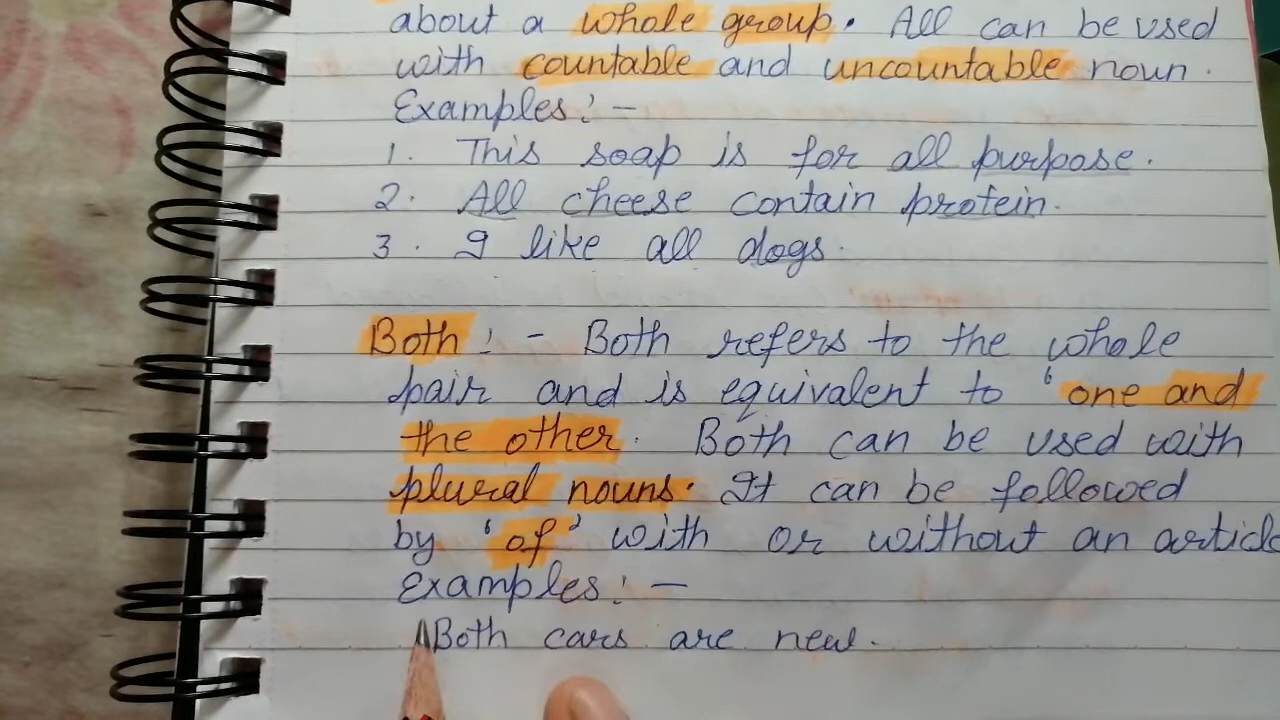 about a whole group. All can be used
with countable and uncountable noun.
Examples:-
1. This soap is for all purpose.
2. All cheese contain protein.
3. I like all dogs.
Both:- Both refers to the whole
pair and is equivalent to 'one and
the other. Both can be used with
plural nouns. It can be followed
by 'of' with or without an article
Examples:-
Both cars are new.